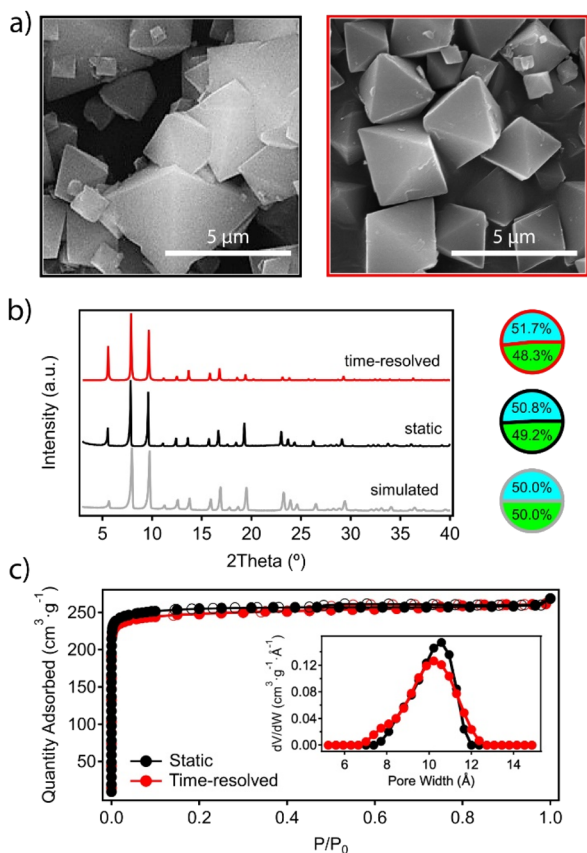 a)
5 µm
5 µm
b)
Intensity (a.u.)
time-resolved
static
simulated
5 10 15 20 25 30 35 40
2Theta (º)
51.7%
48.3%
50.8%
49.2%
50.0%
50.0%
c)
Quantity Adsorbed (cm³·g⁻¹)
250
200
150
100
50
Static
Time-resolved
0.0 0.2 0.4 0.6 0.8 1.0
P/P₀
dV/dW (cm³·g⁻¹·Å⁻¹)
0.12
0.08
0.04
0.00
6 8 10 12 14
Pore Width (Å)